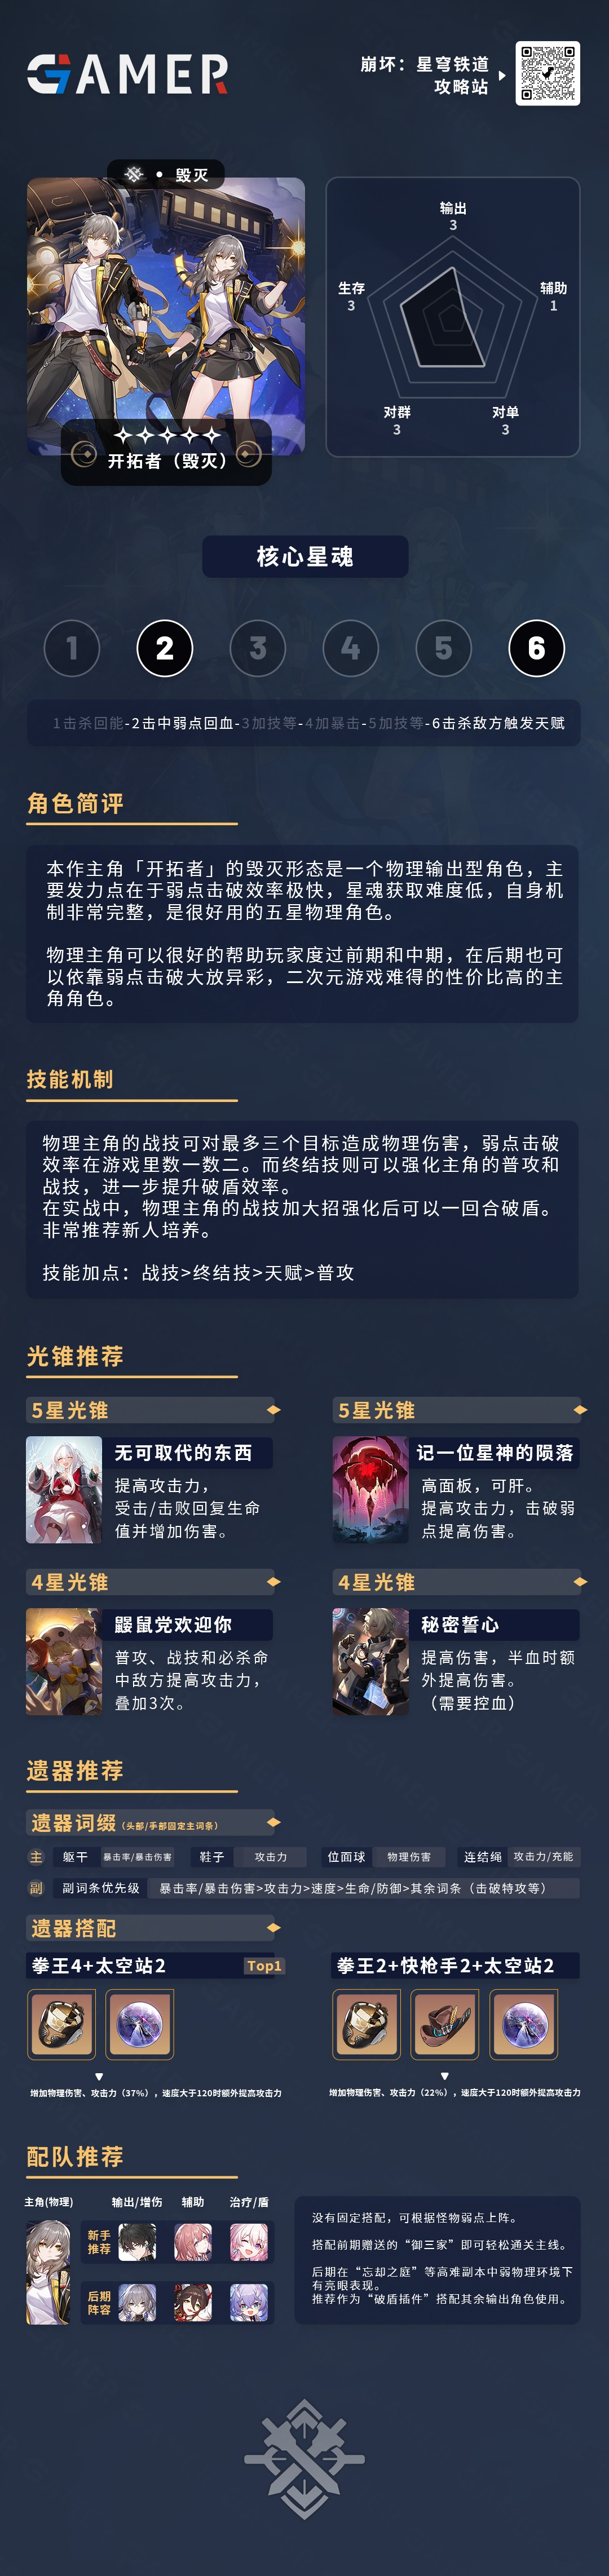 GAMER
崩坏：星穹铁道
攻略站
• 毁灭
开拓者（毁灭）
输出
3
生存
3
辅助
1
对群
3
对单
3
核心星魂
1 2 3 4 5 6
1击杀回能-2击中弱点回血-3加技等-4加暴击-5加技等-6击杀敌方触发天赋
角色简评
本作主角「开拓者」的毁灭形态是一个物理输出型角色，主
要发力点在于弱点击破效率极快，星魂获取难度低，自身机
制非常完整，是很好用的五星物理角色。
物理主角可以很好的帮助玩家度过前期和中期，在后期也可
以依靠弱点击破大放异彩，二次元游戏难得的性价比高的主
角角色。
技能机制
物理主角的战技可对最多三个目标造成物理伤害，弱点击破
效率在游戏里数一数二。而终结技则可以强化主角的普攻和
战技，进一步提升破盾效率。
在实战中，物理主角的战技加大招强化后可以一回合破盾。
非常推荐新人培养。
技能加点：战技>终结技>天赋>普攻
光锥推荐
5星光锥
无可取代的东西
提高攻击力，
受击/击败回复生命
值并增加伤害。
5星光锥
记一位星神的陨落
高面板，可肝。
提高攻击力，击破弱
点提高伤害。
4星光锥
鼹鼠党欢迎你
普攻、战技和必杀命
中敌方提高攻击力，
叠加3次。
4星光锥
秘密誓心
提高伤害，半血时额
外提高伤害。
（需要控血）
遗器推荐
遗器词缀（头部/手部固定主词条）
主 躯干 暴击率/暴击伤害 鞋子 攻击力 位面球 物理伤害 连结绳 攻击力/充能
副 副词条优先级 暴击率/暴击伤害>攻击力>速度>生命/防御>其余词条（击破特攻等）
遗器搭配
拳王4+太空站2 Top1
增加物理伤害、攻击力（37%），速度大于120时额外提高攻击力
拳王2+快枪手2+太空站2
增加物理伤害、攻击力（22%），速度大于120时额外提高攻击力
配队推荐
主角(物理) 输出/增伤 辅助 治疗/盾
新手
推荐
后期
阵容
没有固定搭配，可根据怪物弱点上阵。
搭配前期赠送的“御三家”即可轻松通关主线。
后期在“忘却之庭”等高难副本中弱物理环境下
有亮眼表现。
推荐作为“破盾插件”搭配其余输出角色使用。